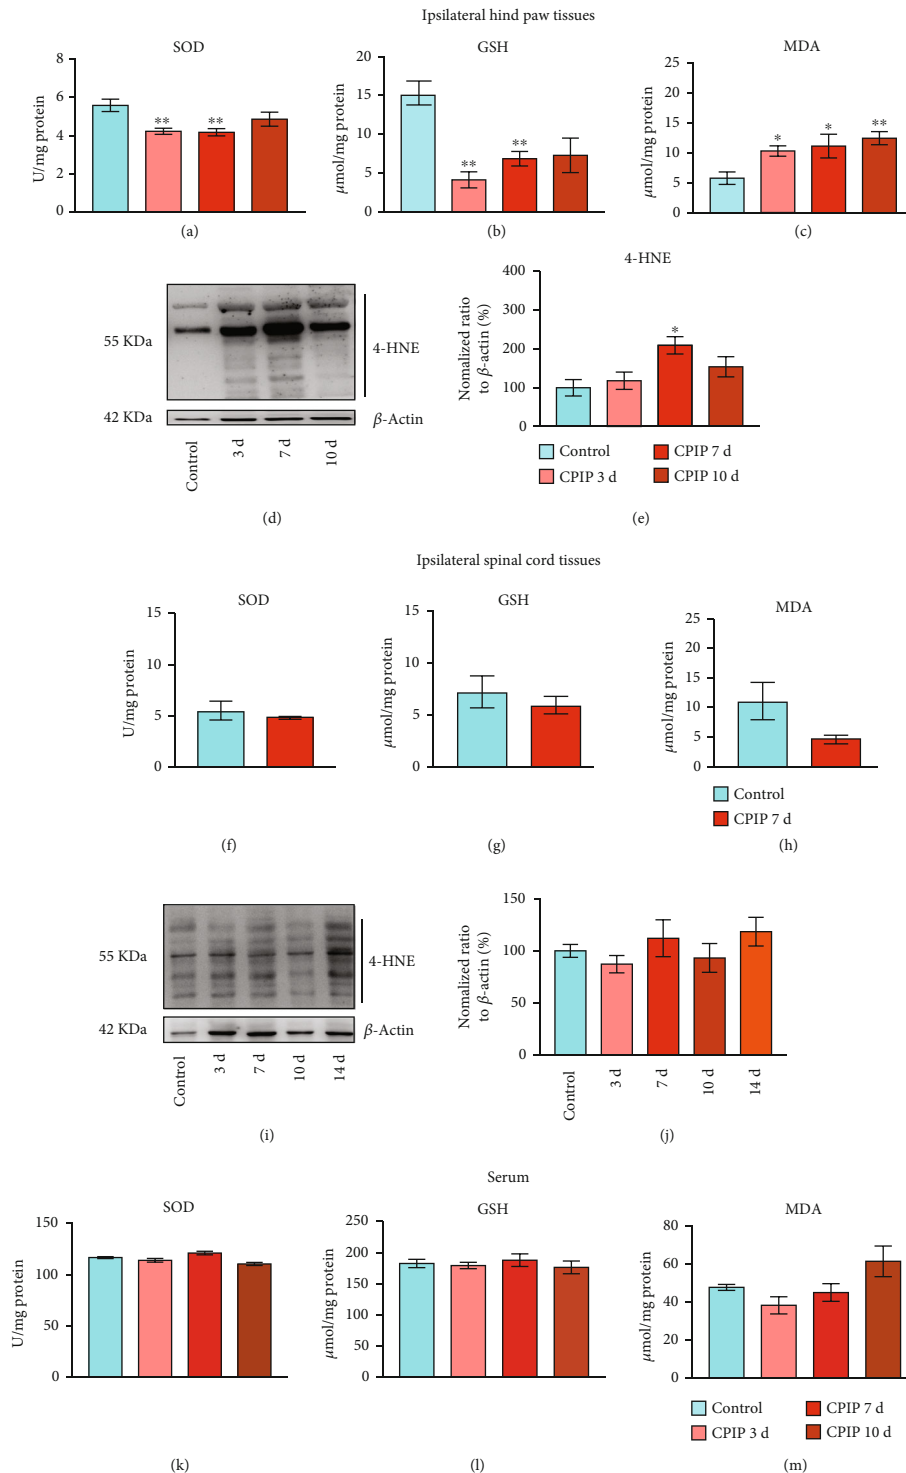 Ipsilateral hind paw tissues
SOD
GSH
MDA
U/mg protein
8
6
4
2
0
** **
(a)
μmol/mg protein
15
20
15
10
5
0
** **
(b)
μmol/mg protein
25
20
15
10
5
0
* * **
(c)
55 KDa
4-HNE
42 KDa
β-Actin
Control
3 d
7 d
10 d
(d)
4-HNE
Nomalized ratio
to β-actin (%)
400
300
200
100
0
*
Control
CPIP 7 d
CPIP 3 d
CPIP 10 d
(e)
Ipsilateral spinal cord tissues
SOD
U/mg protein
15
10
5
0
(f)
GSH
μmol/mg protein
15
10
5
0
(g)
MDA
μmol/mg protein
25
20
15
10
5
0
Control
CPIP 7 d
(h)
55 KDa
4-HNE
42 KDa
β-Actin
Control
3 d
7 d
10 d
14 d
(i)
Nomalized ratio
to β-actin (%)
150
100
50
0
Control
3 d
7 d
10 d
14 d
(j)
Serum
SOD
U/mg protein
150
100
50
0
(k)
GSH
μmol/mg protein
250
200
150
100
50
0
(l)
MDA
μmol/mg protein
80
60
40
20
0
Control
CPIP 7 d
CPIP 3 d
CPIP 10 d
(m)